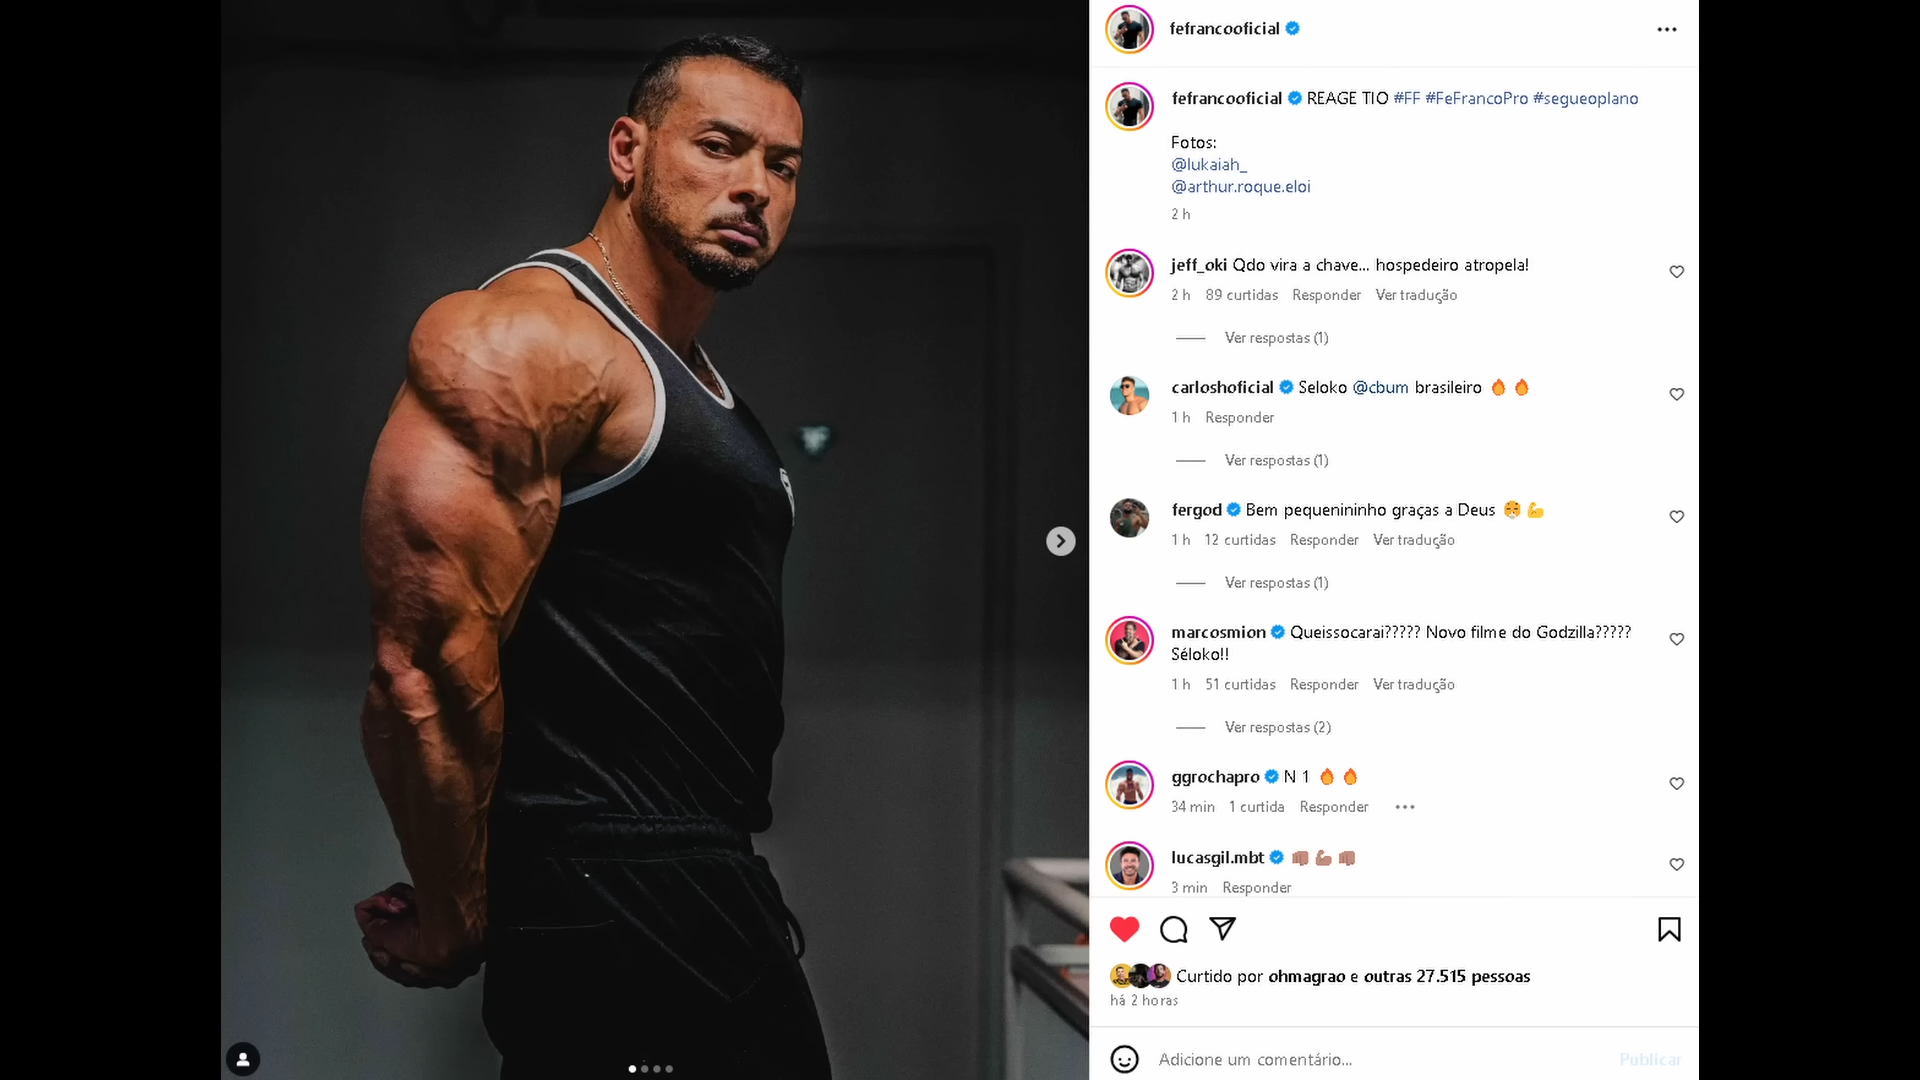 fefrancooficial
fefrancooficial REAGE TIO #FF #FeFrancoPro #segueoplano
Fotos:
@lukaiah_
@arthur.roque.eloi
2 h
jeff_oki Qdo vira a chave... hospedeiro atropela!
2 h 89 curtidas Responder Ver tradução
Ver respostas (1)
carloshoficial Seloko @cbum brasileiro 🔥🔥
1 h Responder
Ver respostas (1)
fergod Bem pequenininho graças a Deus 😤💪
1 h 12 curtidas Responder Ver tradução
Ver respostas (1)
marcosmion Queissocarai????? Novo filme do Godzilla?????
Séloko!!
1 h 51 curtidas Responder Ver tradução
Ver respostas (2)
ggrochapro N 1 🔥🔥
34 min 1 curtida Responder
lucasgil.mbt 👊🏽💪🏽👊🏽
3 min Responder
Curtido por ohmagrao e outras 27.515 pessoas
há 2 horas
Adicione um comentário... Publicar